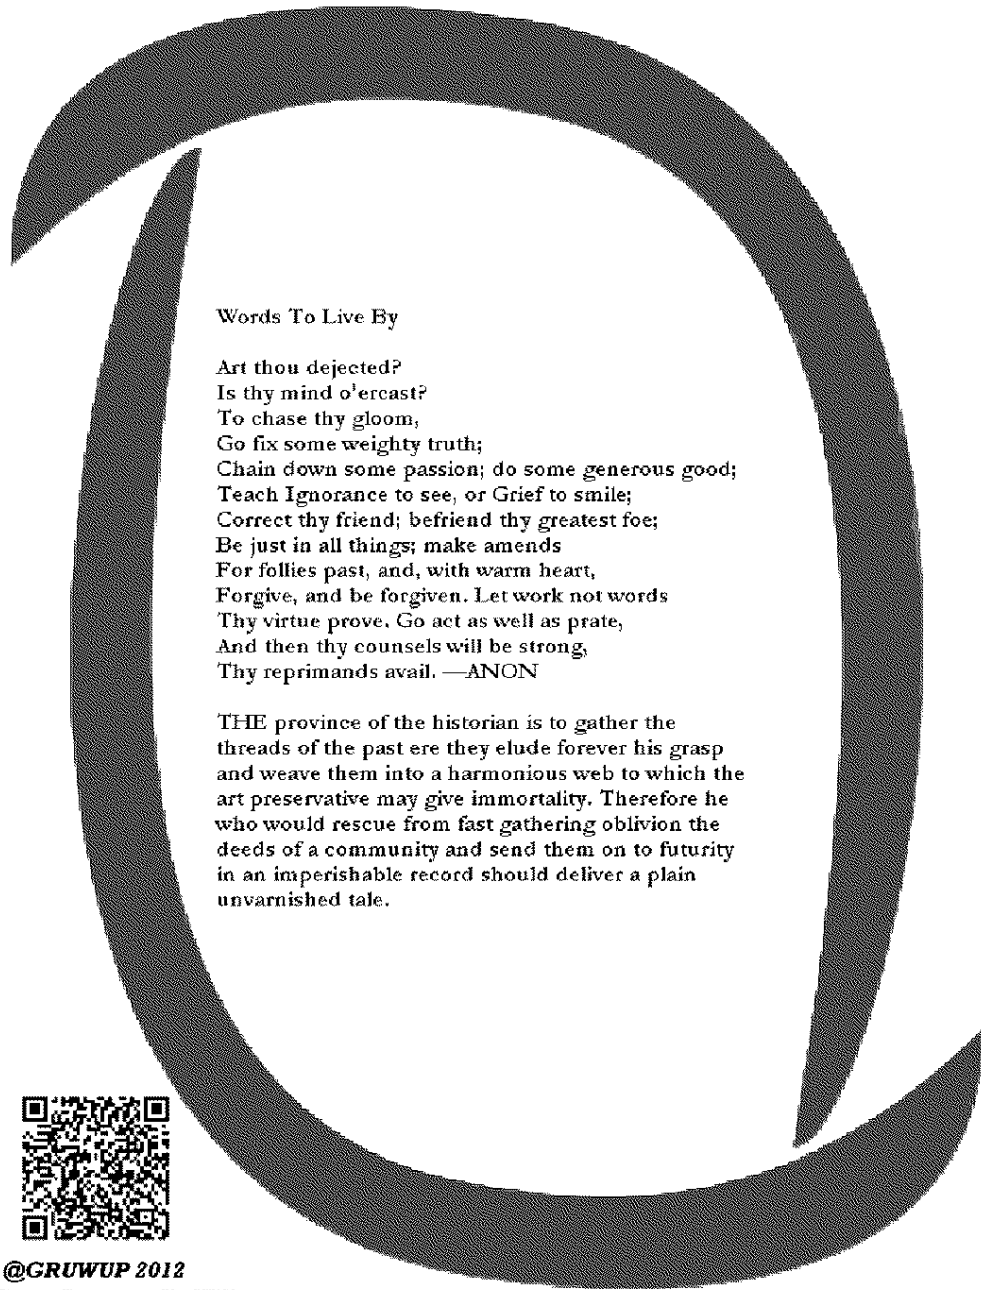 Words To Live By
Art thou dejected?
Is thy mind o'ercast?
To chase thy gloom,
Go fix some weighty truth;
Chain down some passion; do some generous good;
Teach Ignorance to see, or Grief to smile;
Correct thy friend; befriend thy greatest foe;
Be just in all things; make amends
For follies past, and, with warm heart,
Forgive, and be forgiven. Let work not words
Thy virtue prove. Go act as well as prate,
And then thy counsels will be strong,
Thy reprimands avail. —ANON
THE province of the historian is to gather the
threads of the past ere they elude forever his grasp
and weave them into a harmonious web to which the
art preservative may give immortality. Therefore he
who would rescue from fast gathering oblivion the
deeds of a community and send them on to futurity
in an imperishable record should deliver a plain
unvarnished tale.
@GRUWUP 2012